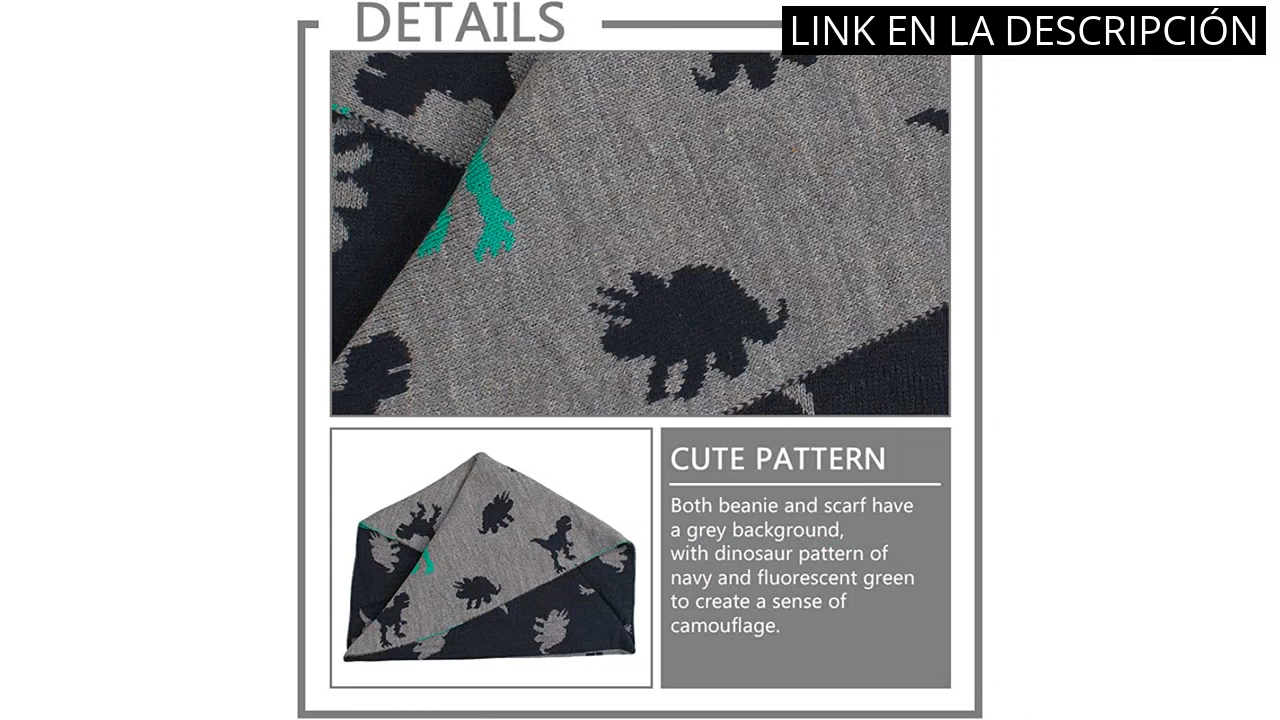 DETAILS
LINK EN LA DESCRIPCIÓN
CUTE PATTERN
Both beanie and scarf have
a grey background,
with dinosaur pattern of
navy and fluorescent green
to create a sense of
camouflage.